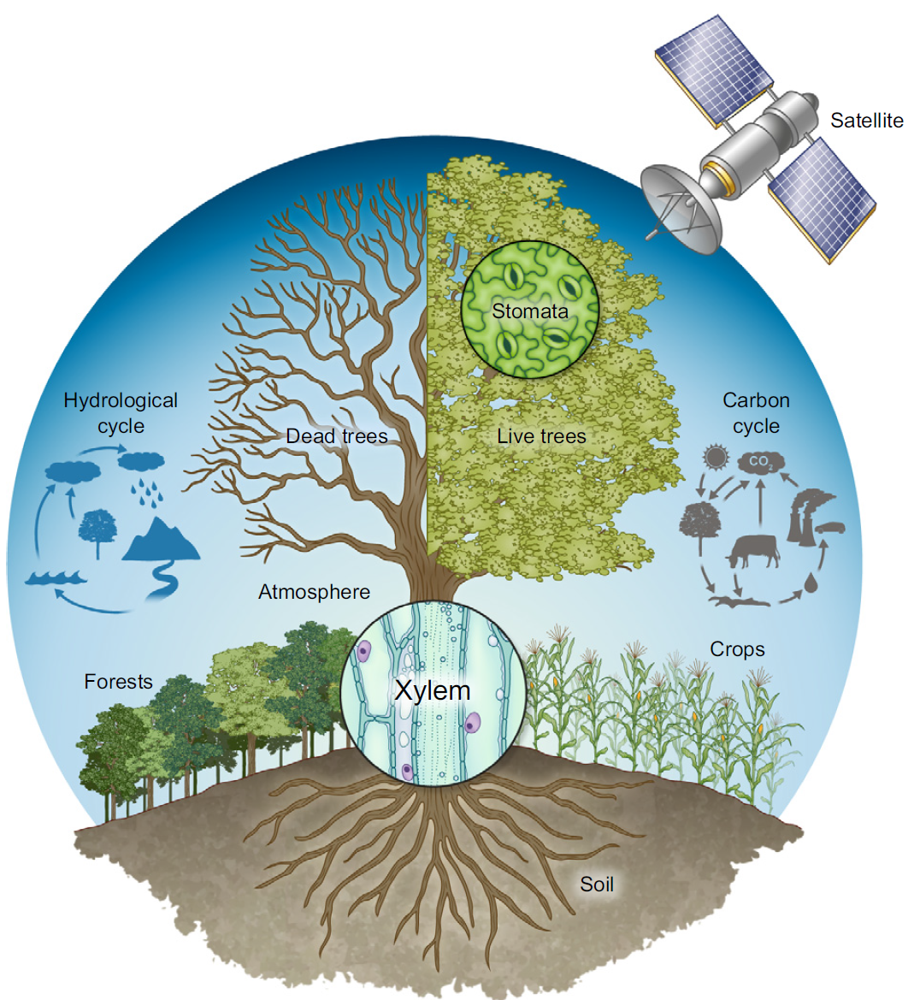 Satellite
Stomata
Hydrological
cycle
Dead trees
Live trees
Carbon
cycle
CO2
Atmosphere
Forests
Xylem
Crops
Soil